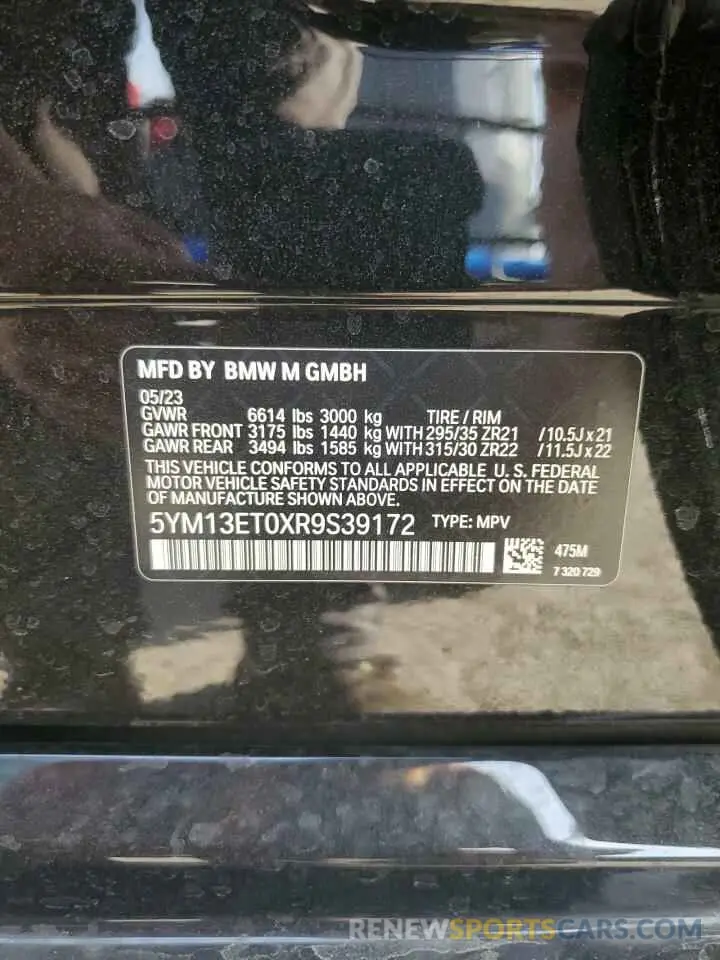 MFD BY BMW M GMBH
05/23
GVWR 6614 lbs 3000 kg TIRE / RIM
GAWR FRONT 3175 lbs 1440 kg WITH 295/35 ZR21 /10.5J x 21
GAWR REAR 3494 lbs 1585 kg WITH 315/30 ZR22 /11.5J x 22
THIS VEHICLE CONFORMS TO ALL APPLICABLE U. S. FEDERAL
MOTOR VEHICLE SAFETY STANDARDS IN EFFECT ON THE DATE
OF MANUFACTURE SHOWN ABOVE.
5YM13ET0XR9S39172 TYPE: MPV
475M
7 320 729
RENEWSPORTSCARS.COM